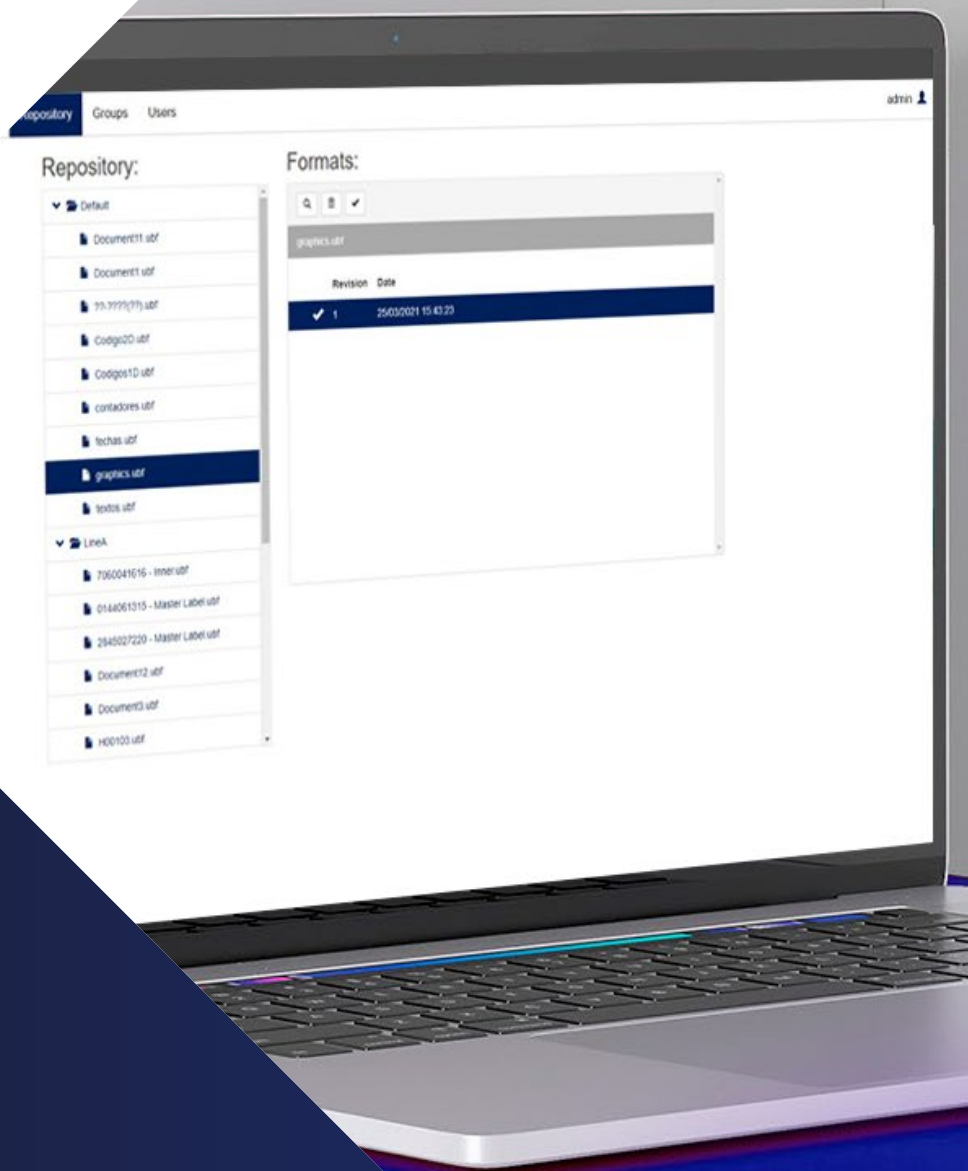 Repository
Groups
Users
admin
Repository:
Default
Document11.ubf
Document1.ubf
??-????(??).ubf
Codigo2D.ubf
Codigos1D.ubf
contadores.ubf
fechas.ubf
graphics.ubf
textos.ubf
LineA
7060041616 - Inner.ubf
0144061315 - Master Label.ubf
2845027220 - Master Label.ubf
Document12.ubf
Document3.ubf
H00103.ubf
Formats:
graphics.ubf
Revision Date
1 25/03/2021 15:43:23